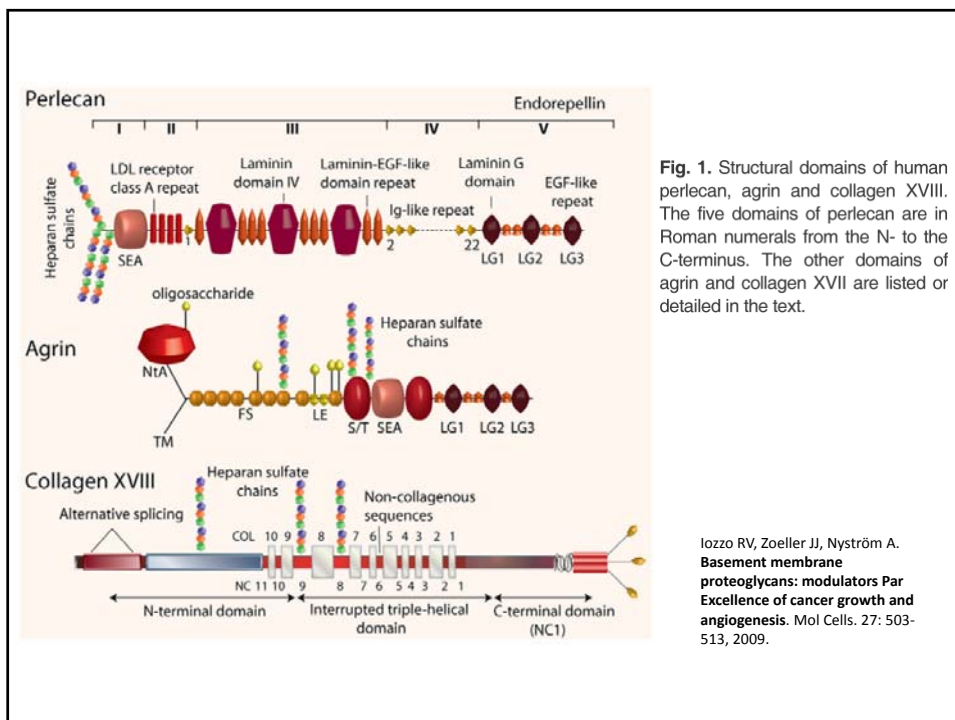 Perlecan
Endorepellin
I II III IV V
LDL receptor
class A repeat
Laminin
domain IV
Laminin-EGF-like
domain repeat
Ig-like repeat
Laminin G
domain
EGF-like
repeat
Heparan sulfate
chains
SEA
1
2
22
LG1 LG2 LG3
oligosaccharide
Agrin
NtA
TM
FS
LE
S/T
SEA
LG1 LG2 LG3
Heparan sulfate
chains
Collagen XVIII
Heparan sulfate
chains
Alternative splicing
Non-collagenous
sequences
COL 10 9 8 7 6 5 4 3 2 1
NC 11 10 9 8 7 6 5 4 3 2 1
N-terminal domain
Interrupted triple-helical
domain
C-terminal domain
(NC1)
Fig. 1. Structural domains of human
perlecan, agrin and collagen XVIII.
The five domains of perlecan are in
Roman numerals from the N- to the
C-terminus. The other domains of
agrin and collagen XVII are listed or
detailed in the text.
Iozzo RV, Zoeller JJ, Nyström A.
Basement membrane
proteoglycans: modulators Par
Excellence of cancer growth and
angiogenesis. Mol Cells. 27: 503-
513, 2009.